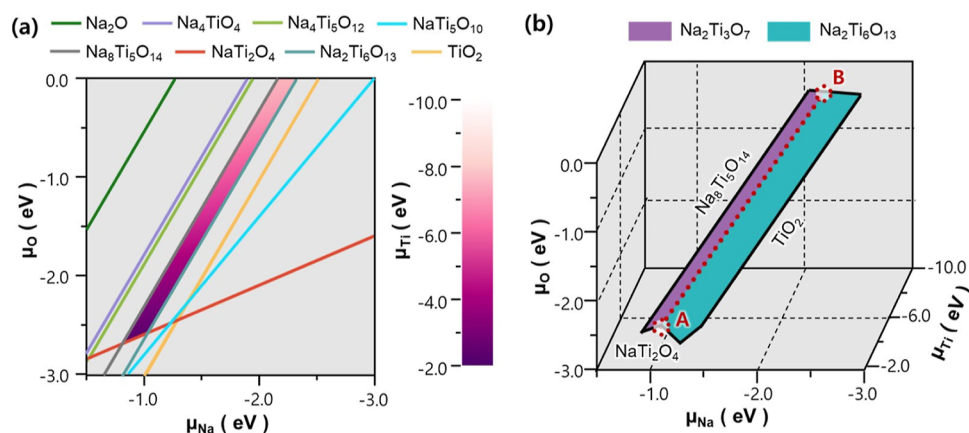 (a)
Na₂O Na₄TiO₄ Na₄Ti₅O₁₂ NaTi₅O₁₀
Na₈Ti₅O₁₄ NaTi₂O₄ Na₂Ti₆O₁₃ TiO₂
0.0
-1.0
-2.0
-3.0
μO ( eV )
-1.0 -2.0 -3.0
μNa ( eV )
-10.0
-8.0
-6.0
-4.0
-2.0
μTi ( eV )
(b)
Na₂Ti₃O₇ Na₂Ti₆O₁₃
B
Na₈Ti₅O₁₄
TiO₂
A
NaTi₂O₄
0.0
-1.0
-2.0
-3.0
μO ( eV )
-1.0 -2.0 -3.0
μNa ( eV )
-10.0
-6.0
-2.0
μTi ( eV )